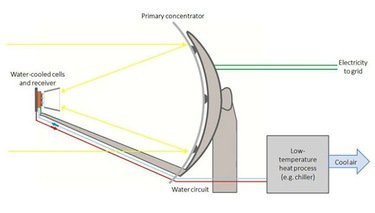 Primary concentrator
Water-cooled cells
and receiver
Electricity
to grid
Low-
temperature
heat process
(e.g. chiller)
Cool air
Water circuit